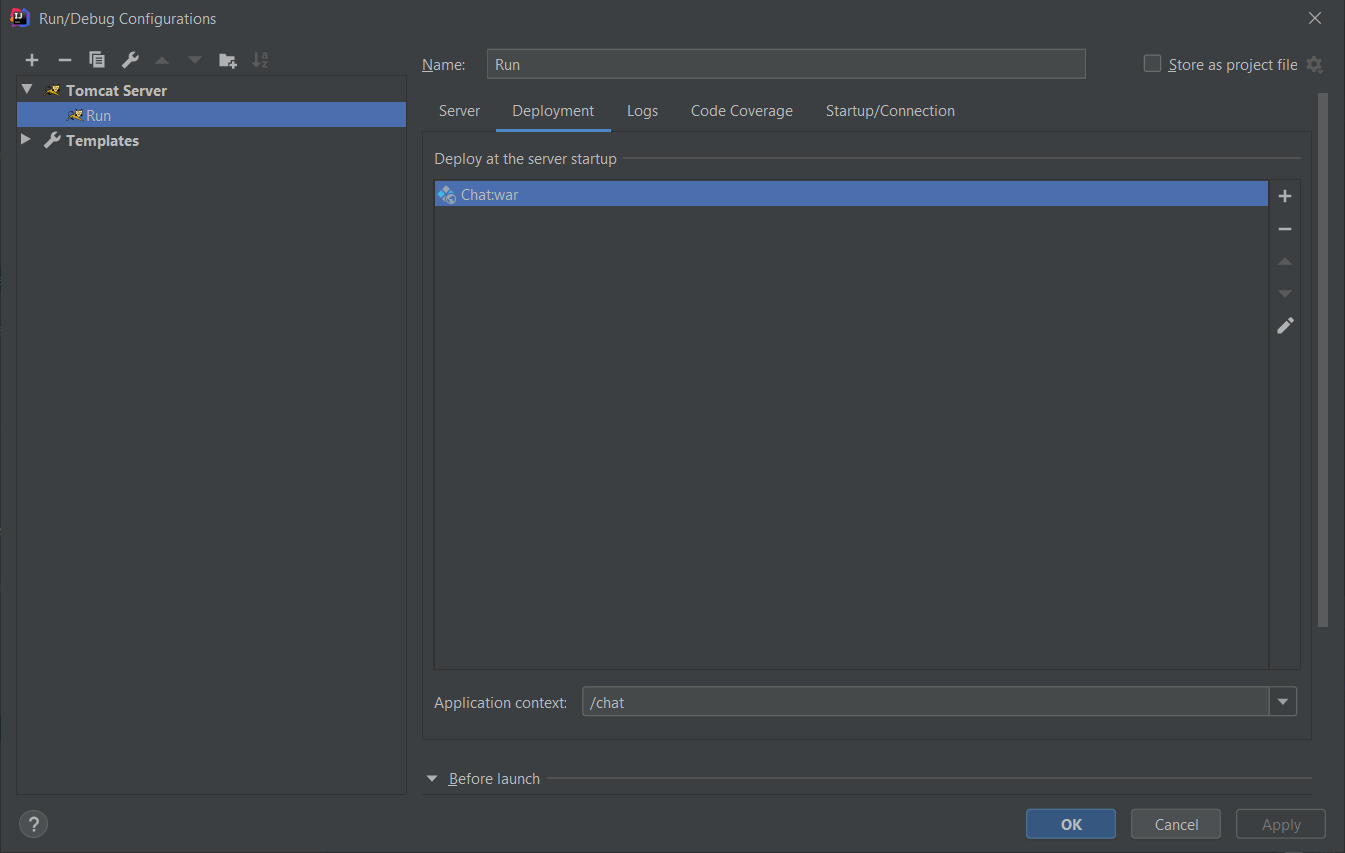 Run/Debug Configurations
Name: Run
Store as project file
Tomcat Server
Run
Templates
Server Deployment Logs Code Coverage Startup/Connection
Deploy at the server startup
Chat:war
Application context: /chat
Before launch
?
OK Cancel Apply